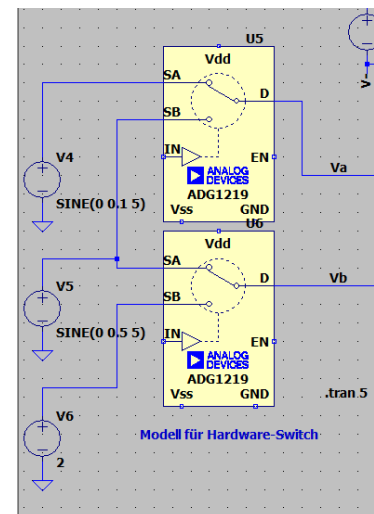 U5
Vdd
SA
SB
D
IN
EN
ANALOG
DEVICES
ADG1219
Vss
GND
V4
SINE(0 0.1 5)
Va
V-
U6
Vdd
SA
SB
D
IN
EN
ANALOG
DEVICES
ADG1219
Vss
GND
V5
SINE(0 0.5 5)
Vb
V6
2
.tran 5
Modell für Hardware-Switch